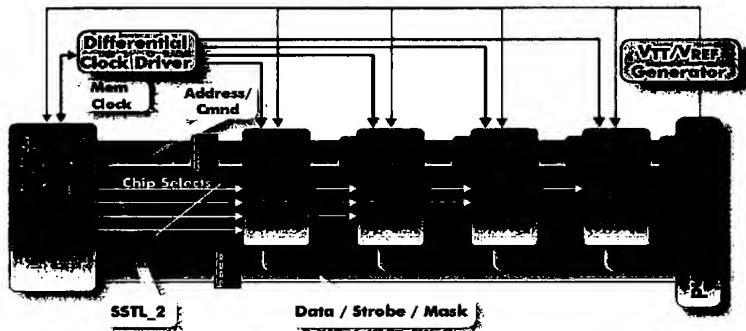 Differential
Clock Driver
VTT/VREF
Generator
Mem
Clock
Address/
Cmnd
Chip Selects
SSTL_2
Data / Strobe / Mask